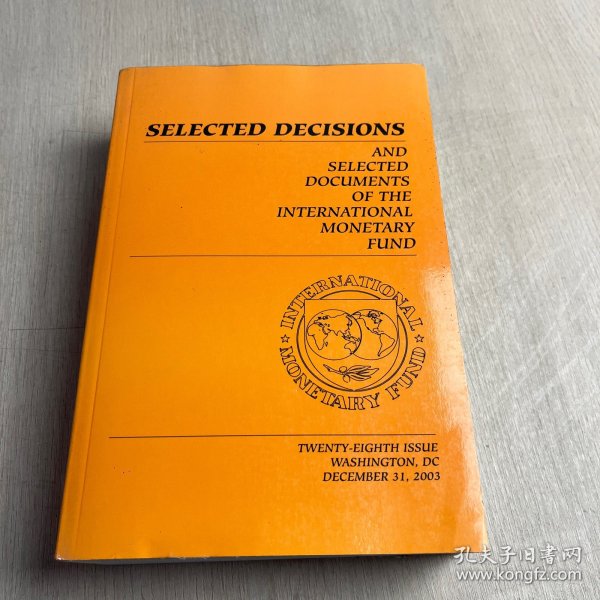 SELECTED DECISIONS
AND
SELECTED
DOCUMENTS
OF THE
INTERNATIONAL
MONETARY
FUND
INTERNATIONAL
MONETARY FUND
TWENTY-EIGHTH ISSUE
WASHINGTON, DC
DECEMBER 31, 2003
孔夫子旧书网
www.kongfz.com